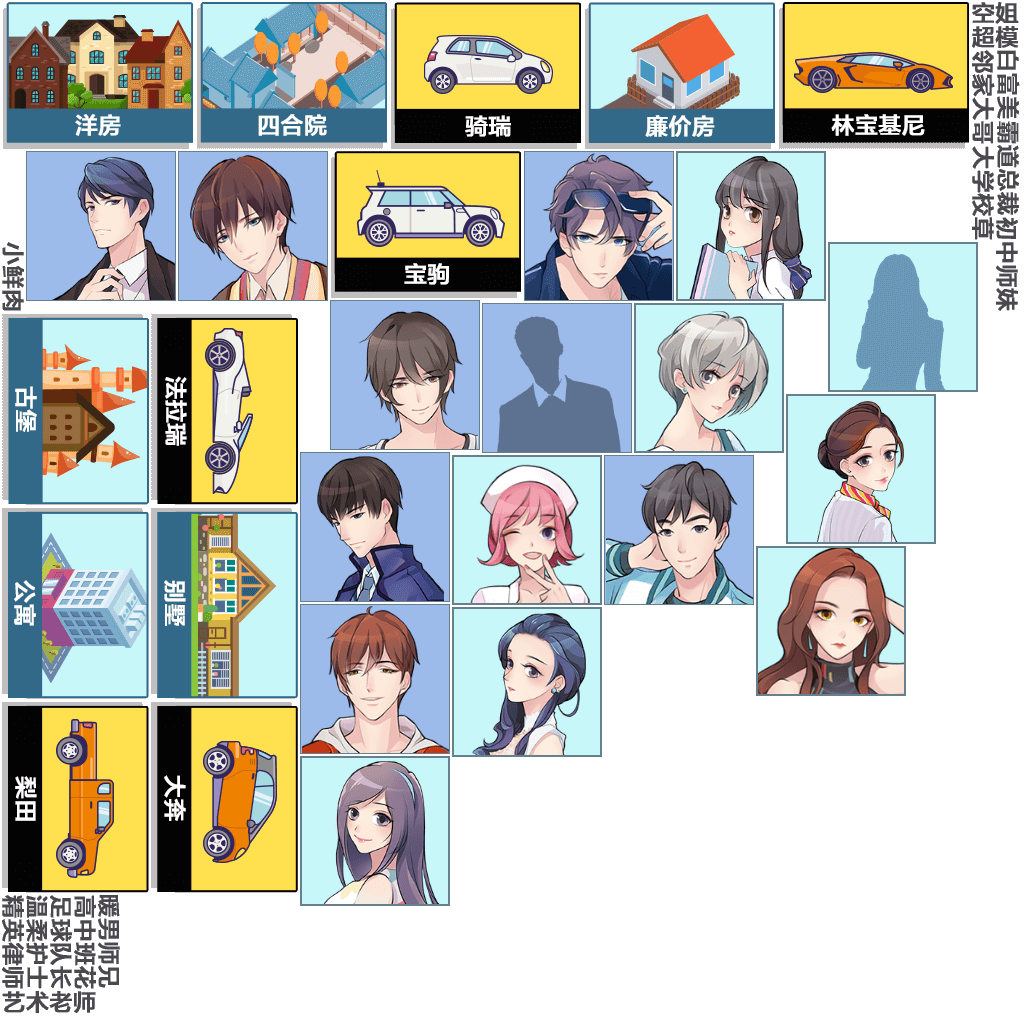 洋房
四合院
骑瑞
廉价房
林宝基尼
姐模白富美霸道总裁初中师妹
空超邻家大哥大学校草
宝驹
小鲜肉
古堡
法拉瑞
公寓
别墅
梨田
大奔
暖男师兄
高中班花
足球队长
温柔护士
精英律师
艺术老师